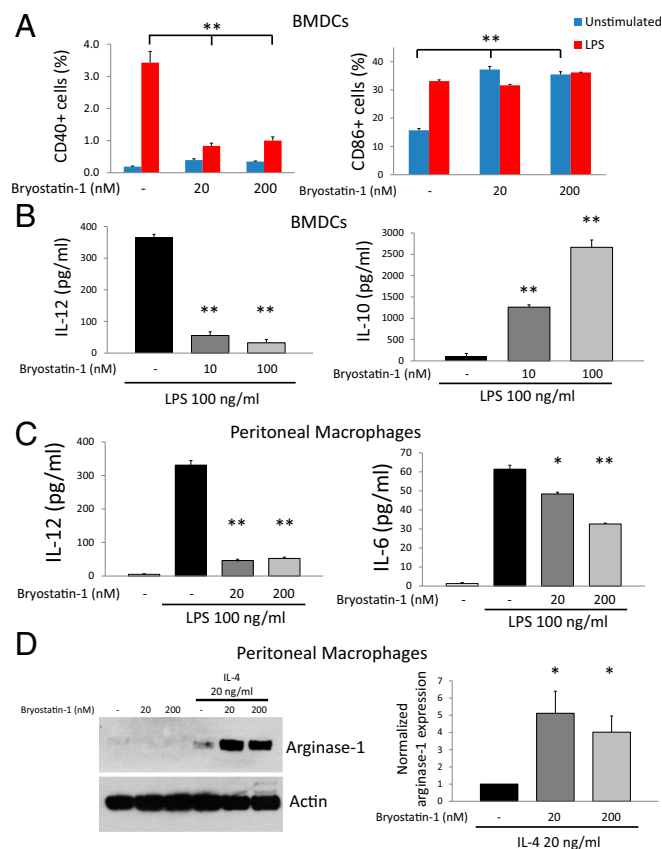 A
BMDCs
Unstimulated
LPS
**
CD40+ cells (%)
4.0
3.0
2.0
1.0
0.0
Bryostatin-1 (nM) - 20 200
**
CD86+ cells (%)
50
40
30
20
10
0
- 20 200
B
BMDCs
IL-12 (pg/ml)
400
300
200
100
0
** **
Bryostatin-1 (nM) - 10 100
LPS 100 ng/ml
IL-10 (pg/ml)
3000
2500
2000
1500
1000
500
0
** **
Bryostatin-1 (nM) - 10 100
LPS 100 ng/ml
C
Peritoneal Macrophages
IL-12 (pg/ml)
400
300
200
100
0
** **
Bryostatin-1 (nM) - - 20 200
LPS 100 ng/ml
IL-6 (pg/ml)
70
60
50
40
30
20
10
0
* **
Bryostatin-1 (nM) - - 20 200
LPS 100 ng/ml
D
Peritoneal Macrophages
IL-4
20 ng/ml
Bryostatin-1 (nM) - 20 200 - 20 200
Arginase-1
Actin
Normalized
arginase-1 expression
8
7
6
5
4
3
2
1
0
* *
Bryostatin-1 (nM) - 20 200
IL-4 20 ng/ml